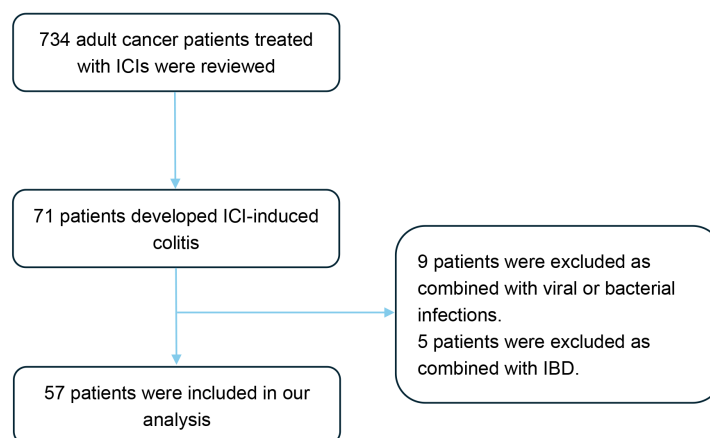 734 adult cancer patients treated
with ICIs were reviewed
71 patients developed ICI-induced
colitis
9 patients were excluded as
combined with viral or bacterial
infections.
5 patients were excluded as
combined with IBD.
57 patients were included in our
analysis